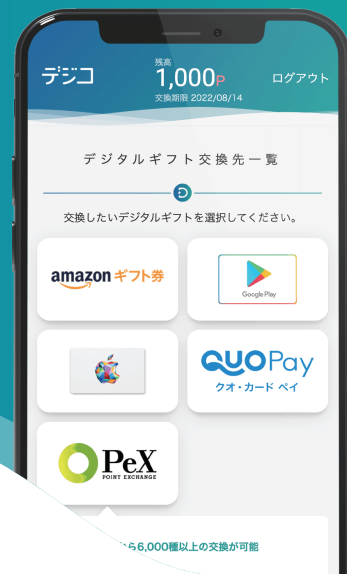 デジコ
残高
1,000P
交換期限 2022/08/14
ログアウト
デジタルギフト交換先一覧
交換したいデジタルギフトを選択してください。
amazon ギフト券
Google Play
QUO Pay
クオ・カード ペイ
PeX
POINT EXCHANGE
から6,000種以上の交換が可能